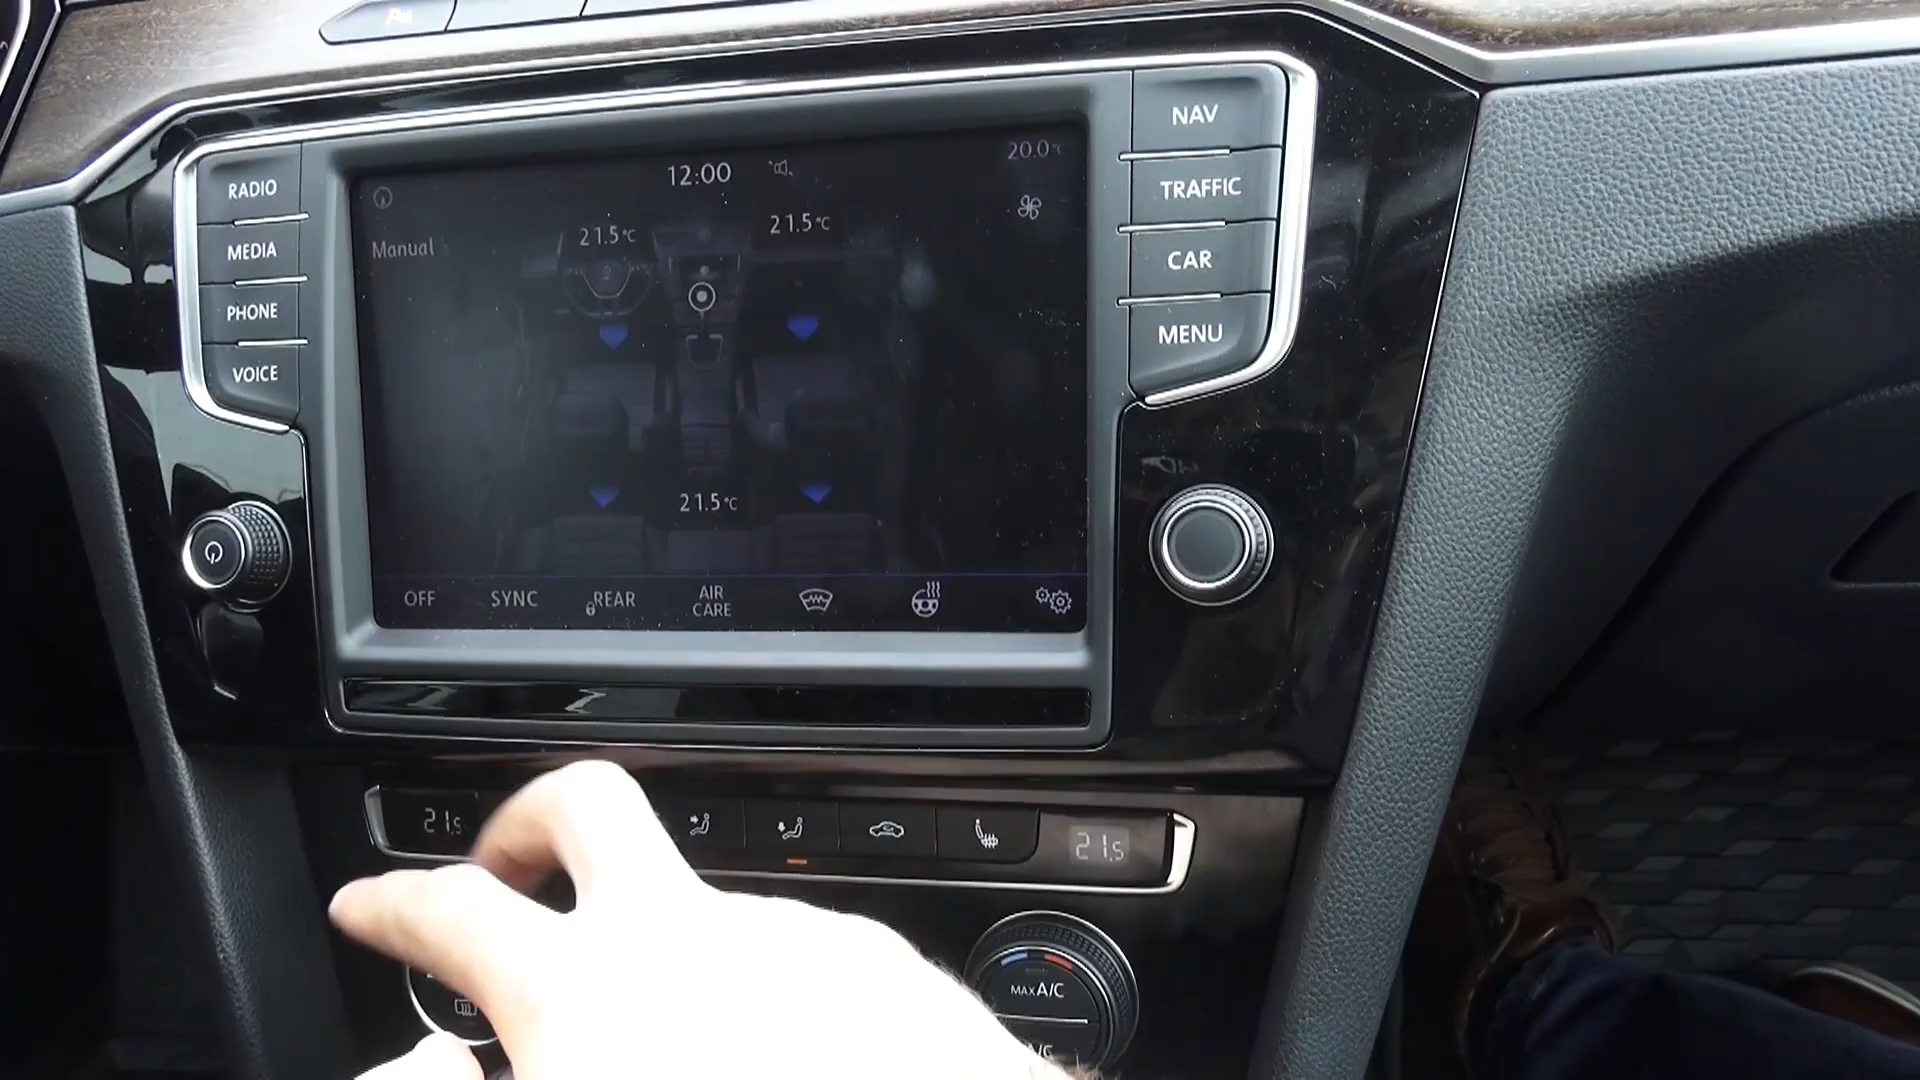 RADIO
MEDIA
PHONE
VOICE
12:00
20.0°C
Manual
21.5°C
21.5°C
21.5°C
OFF
SYNC
REAR
AIR
CARE
NAV
TRAFFIC
CAR
MENU
21.5
21.5
MAX A/C
A/C